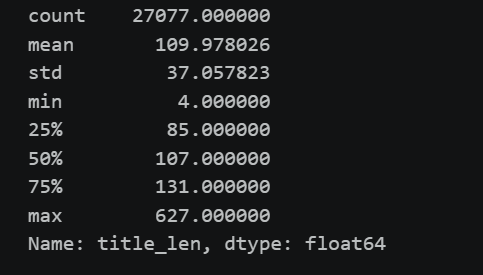 count    27077.000000
mean       109.978026
std         37.057823
min          4.000000
25%         85.000000
50%        107.000000
75%        131.000000
max        627.000000
Name: title_len, dtype: float64